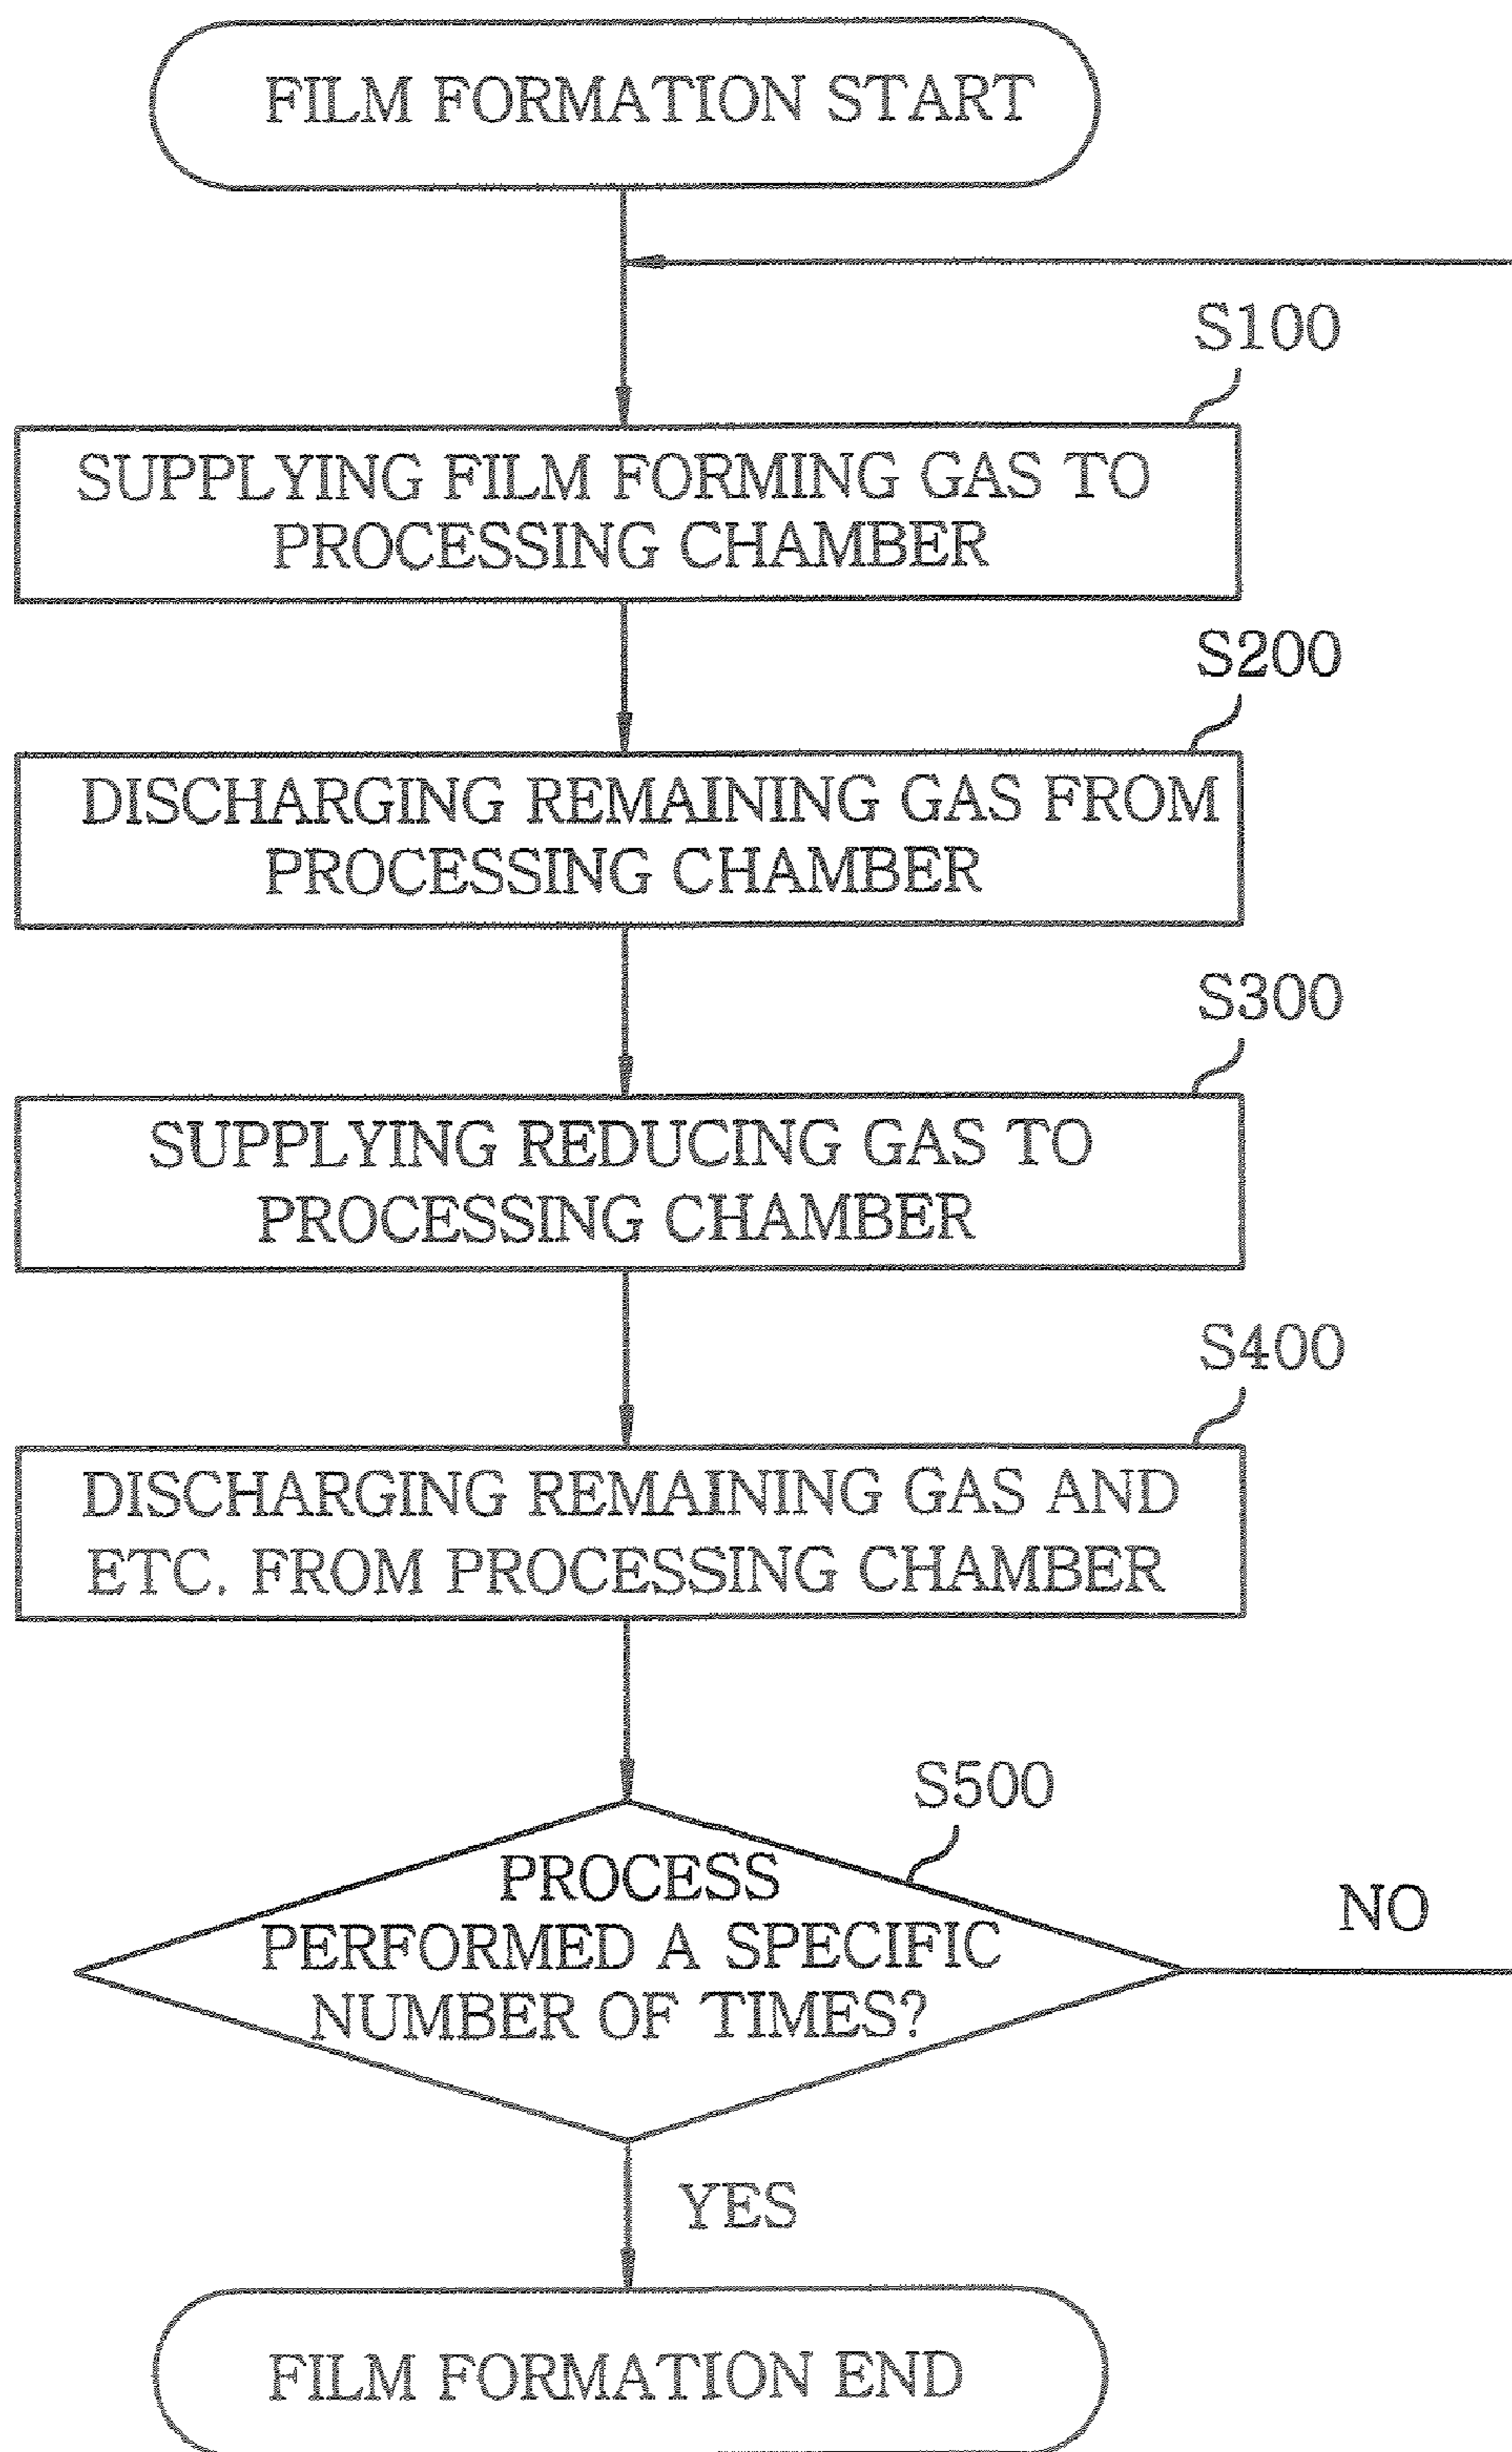 FILM FORMATION START
S100
SUPPLYING FILM FORMING GAS TO
PROCESSING CHAMBER
S200
DISCHARGING REMAINING GAS FROM
PROCESSING CHAMBER
S300
SUPPLYING REDUCING GAS TO
PROCESSING CHAMBER
S400
DISCHARGING REMAINING GAS AND
ETC. FROM PROCESSING CHAMBER
S500
PROCESS
PERFORMED A SPECIFIC
NUMBER OF TIMES?
NO
YES
FILM FORMATION END